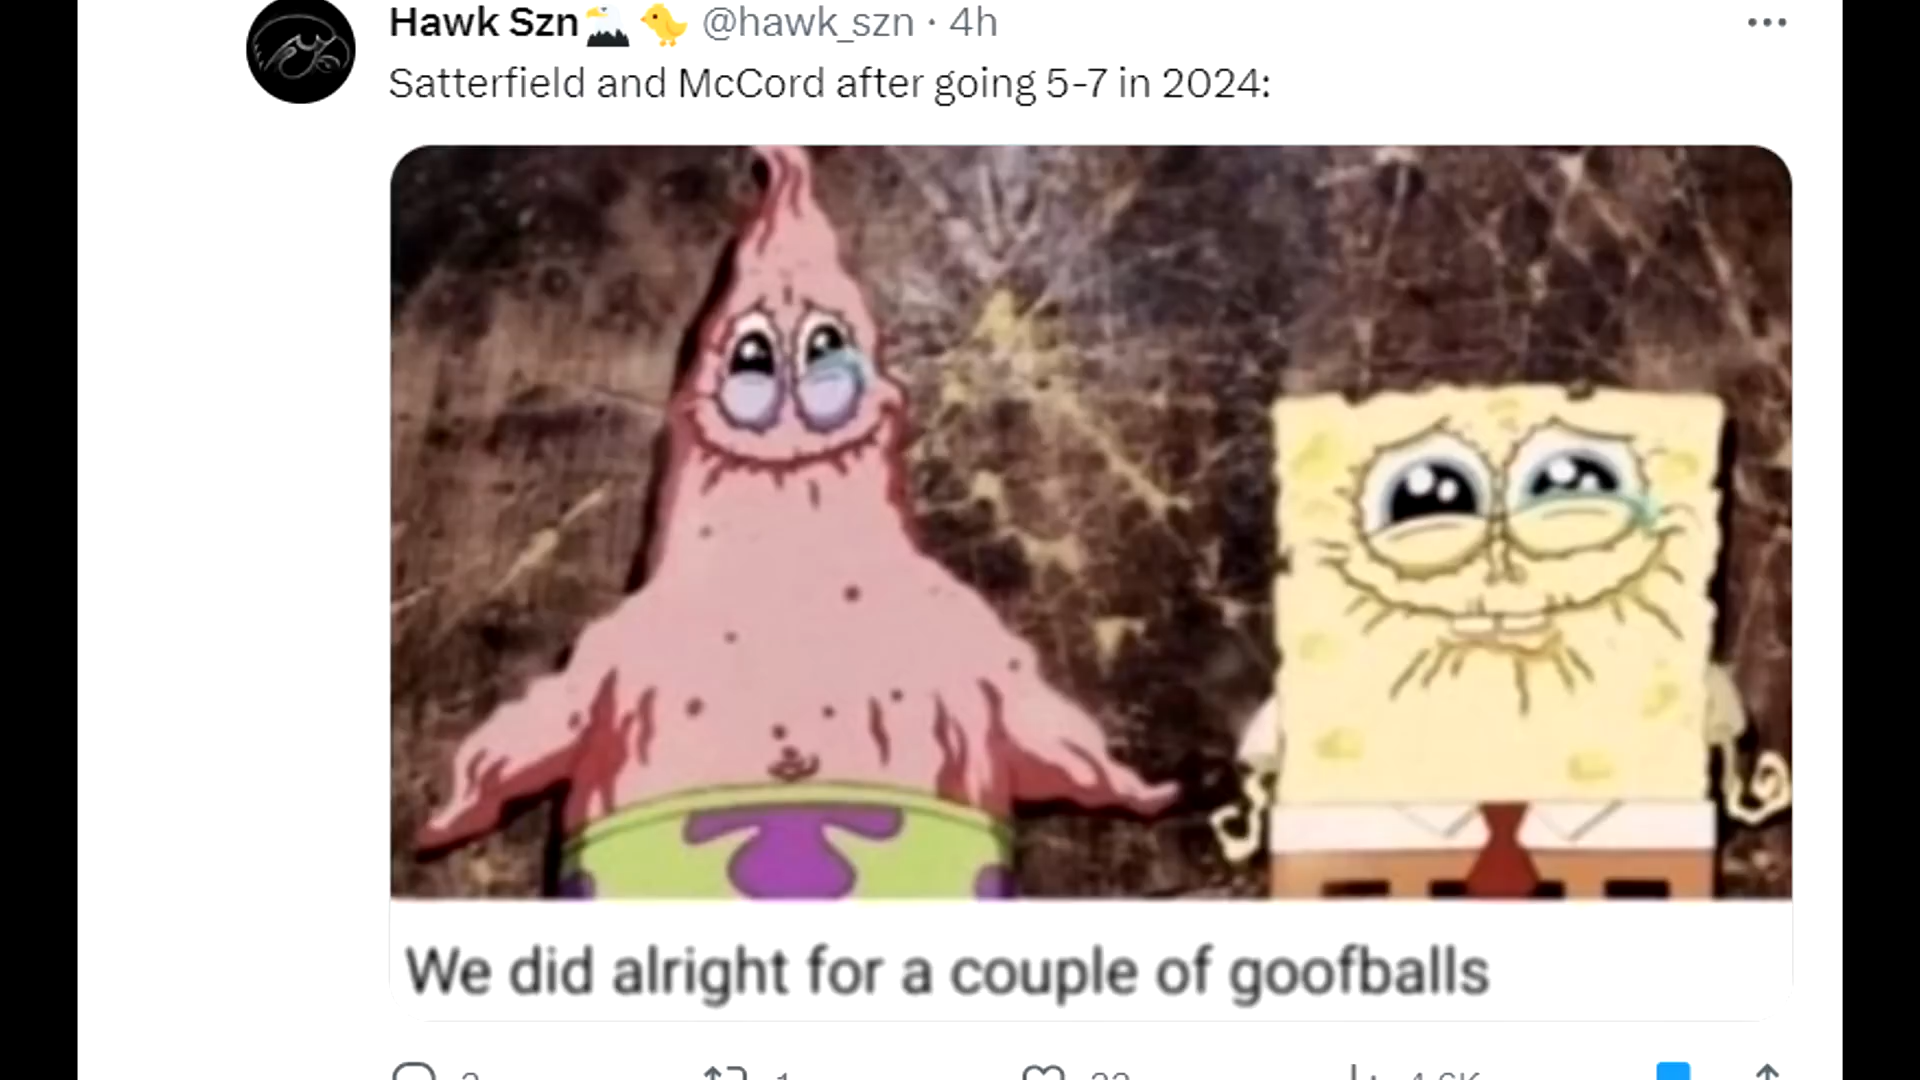 Hawk Szn🦅 🐤 @hawk_szn · 4h
Satterfield and McCord after going 5-7 in 2024:
We did alright for a couple of goofballs